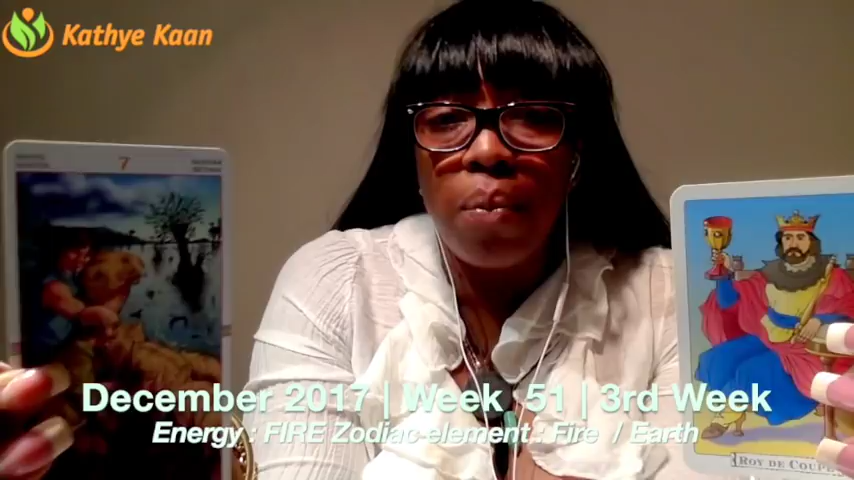 Kathye Kaan
7
December 2017 | Week 51 | 3rd Week
Energy : FIRE Zodiac element : Fire / Earth
ROY DE COUPE